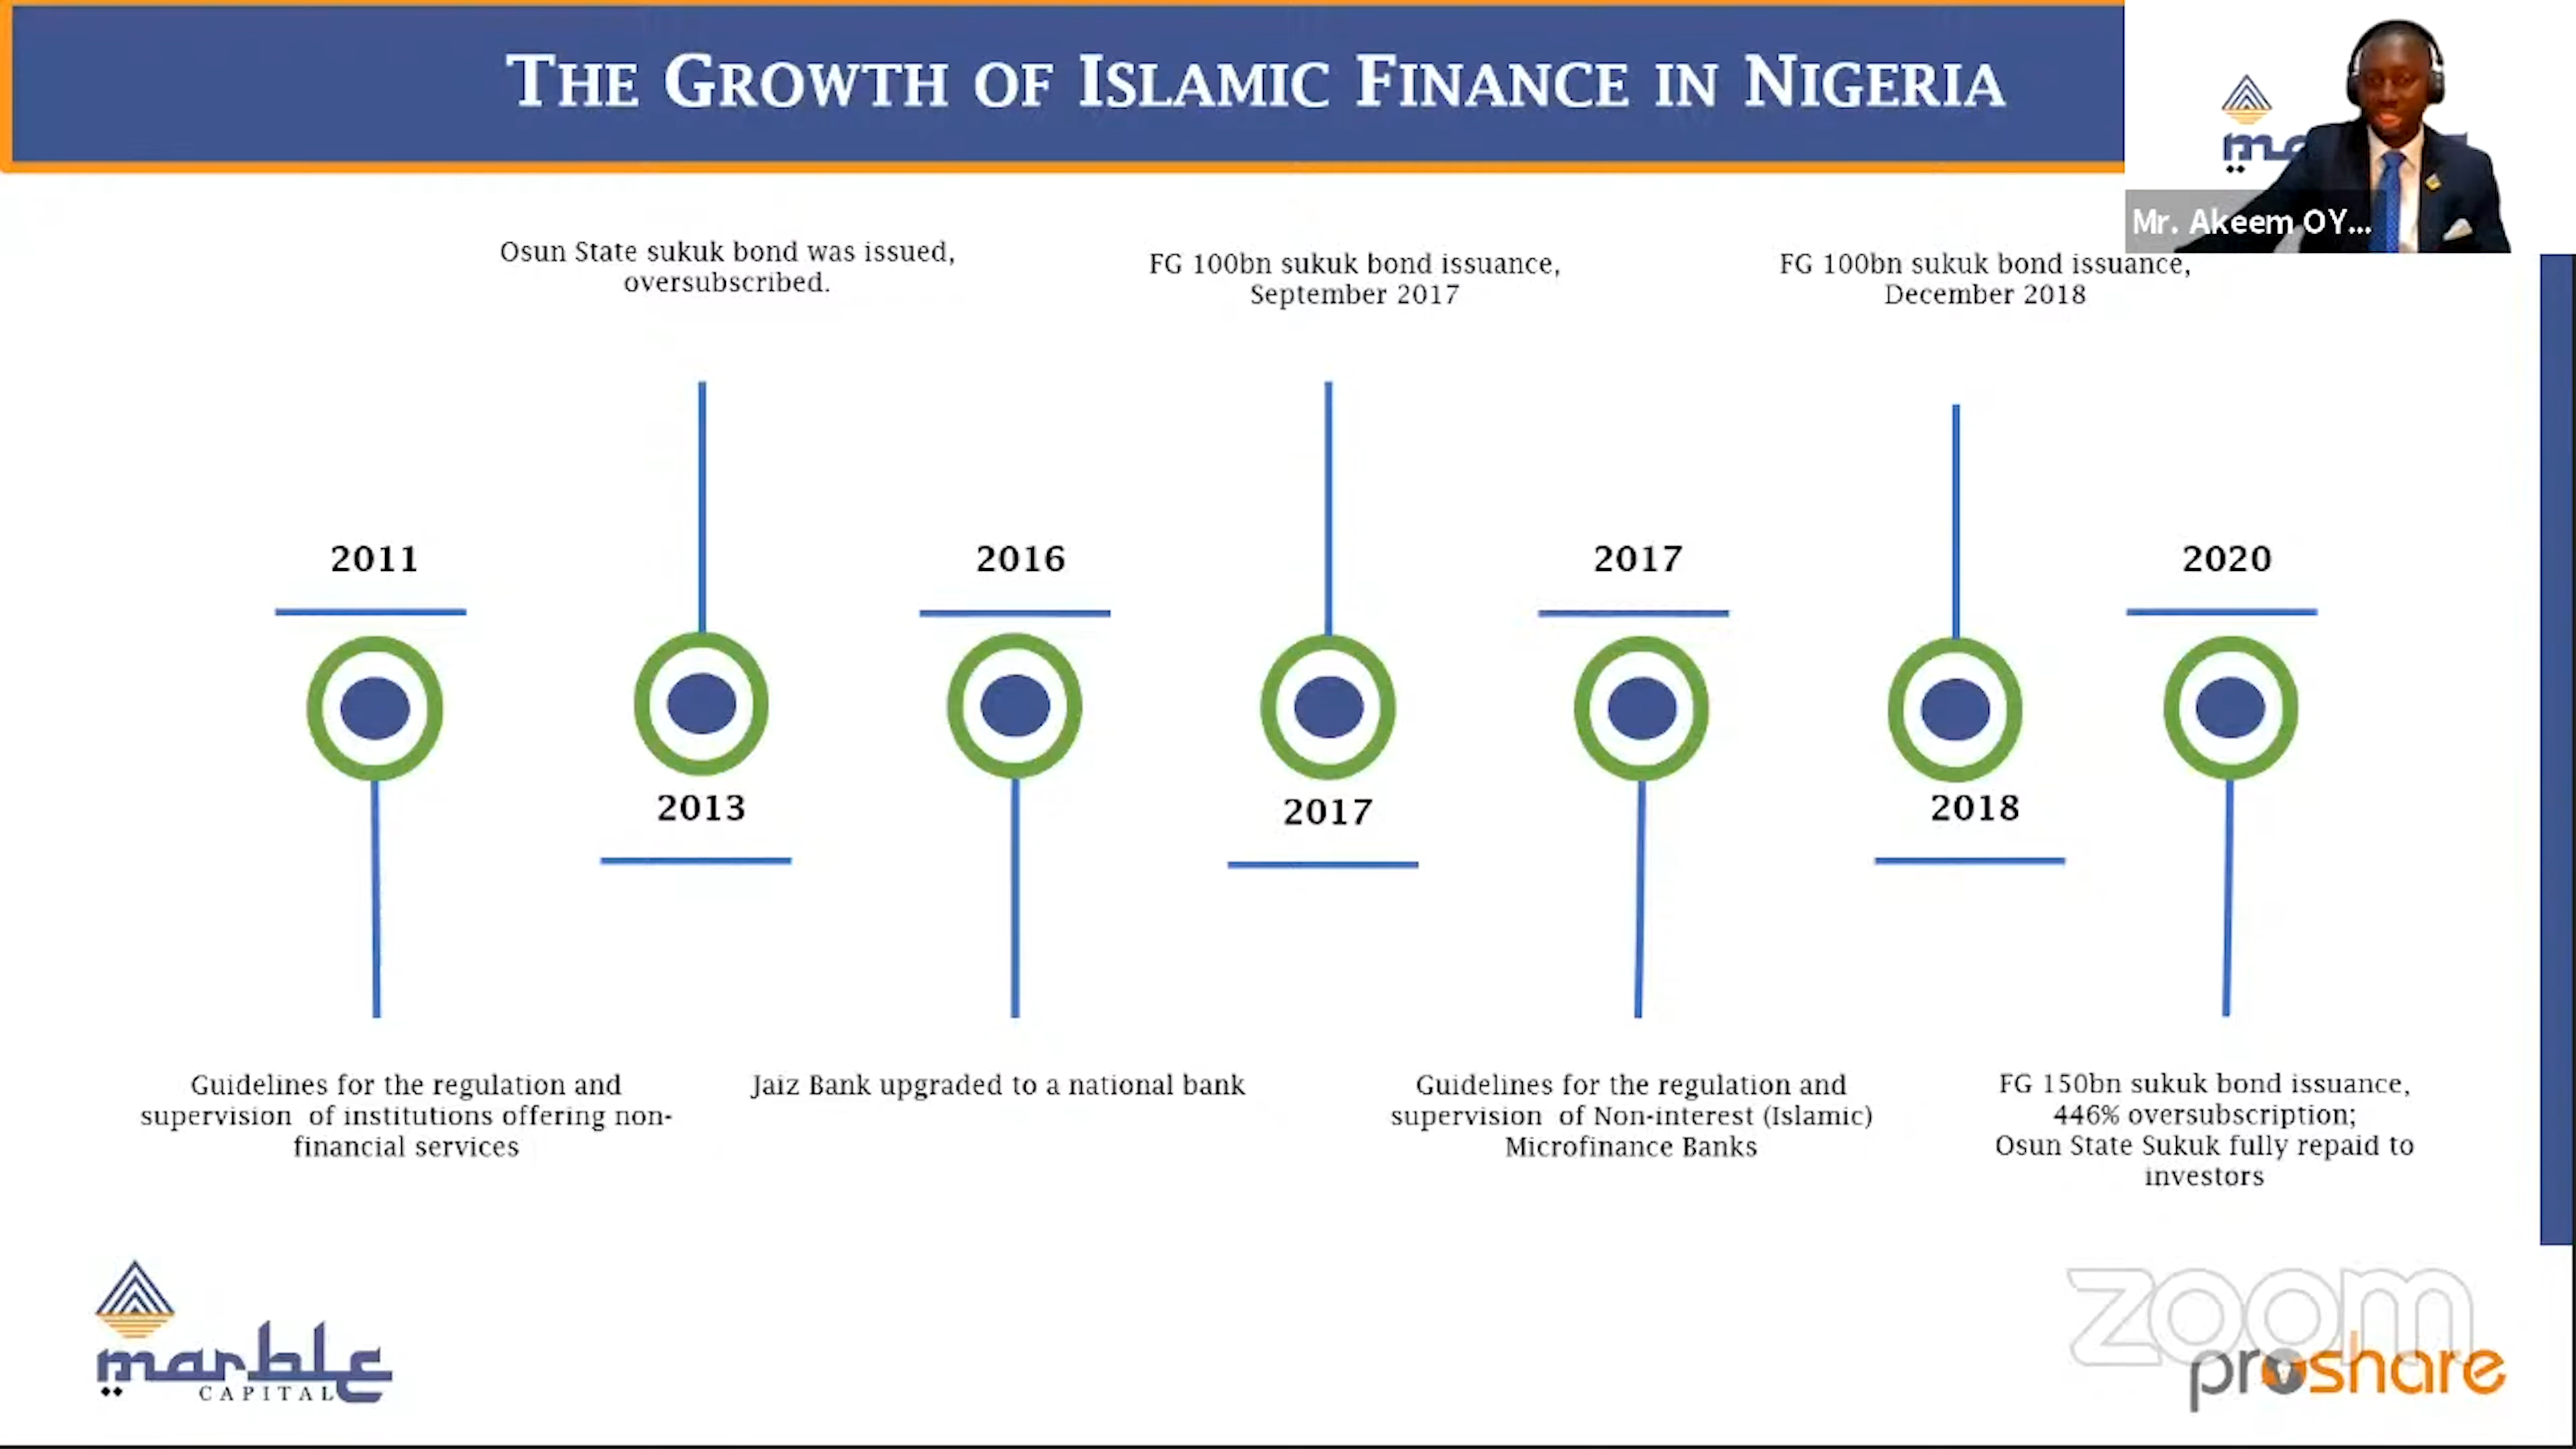 THE GROWTH OF ISLAMIC FINANCE IN NIGERIA
Mr. Akeem OY...
Osun State sukuk bond was issued,
oversubscribed.
FG 100bn sukuk bond issuance,
September 2017
FG 100bn sukuk bond issuance,
December 2018
2011
2016
2017
2020
2013
2017
2018
Guidelines for the regulation and
supervision of institutions offering non-
financial services
Jaiz Bank upgraded to a national bank
Guidelines for the regulation and
supervision of Non-interest (Islamic)
Microfinance Banks
FG 150bn sukuk bond issuance,
446% oversubscription;
Osun State Sukuk fully repaid to
investors
marble
CAPITAL
zoom
proshare